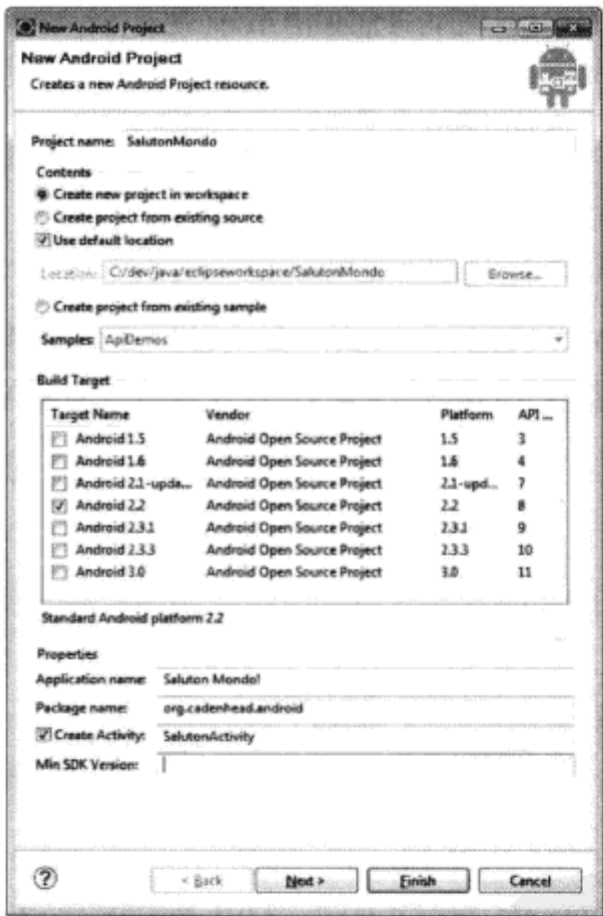 New Android Project
New Android Project
Creates a new Android Project resource.
Project name: SalutonMondo
Contents
Create new project in workspace
Create project from existing source
Use default location
Location: C:/dev/java/eclipseworkspace/SalutonMondo Browse...
Create project from existing sample
Samples: ApiDemos
Build Target
Target Name Vendor Platform API ...
Android 1.5 Android Open Source Project 1.5 3
Android 1.6 Android Open Source Project 1.6 4
Android 2.1-upda... Android Open Source Project 2.1-upd... 7
Android 2.2 Android Open Source Project 2.2 8
Android 2.3.1 Android Open Source Project 2.3.1 9
Android 2.3.3 Android Open Source Project 2.3.3 10
Android 3.0 Android Open Source Project 3.0 11
Standard Android platform 2.2
Properties
Application name: Saluton Mondo!
Package name: org.cadenhead.android
Create Activity: SalutonActivity
Min SDK Version:
? < Back Next > Finish Cancel